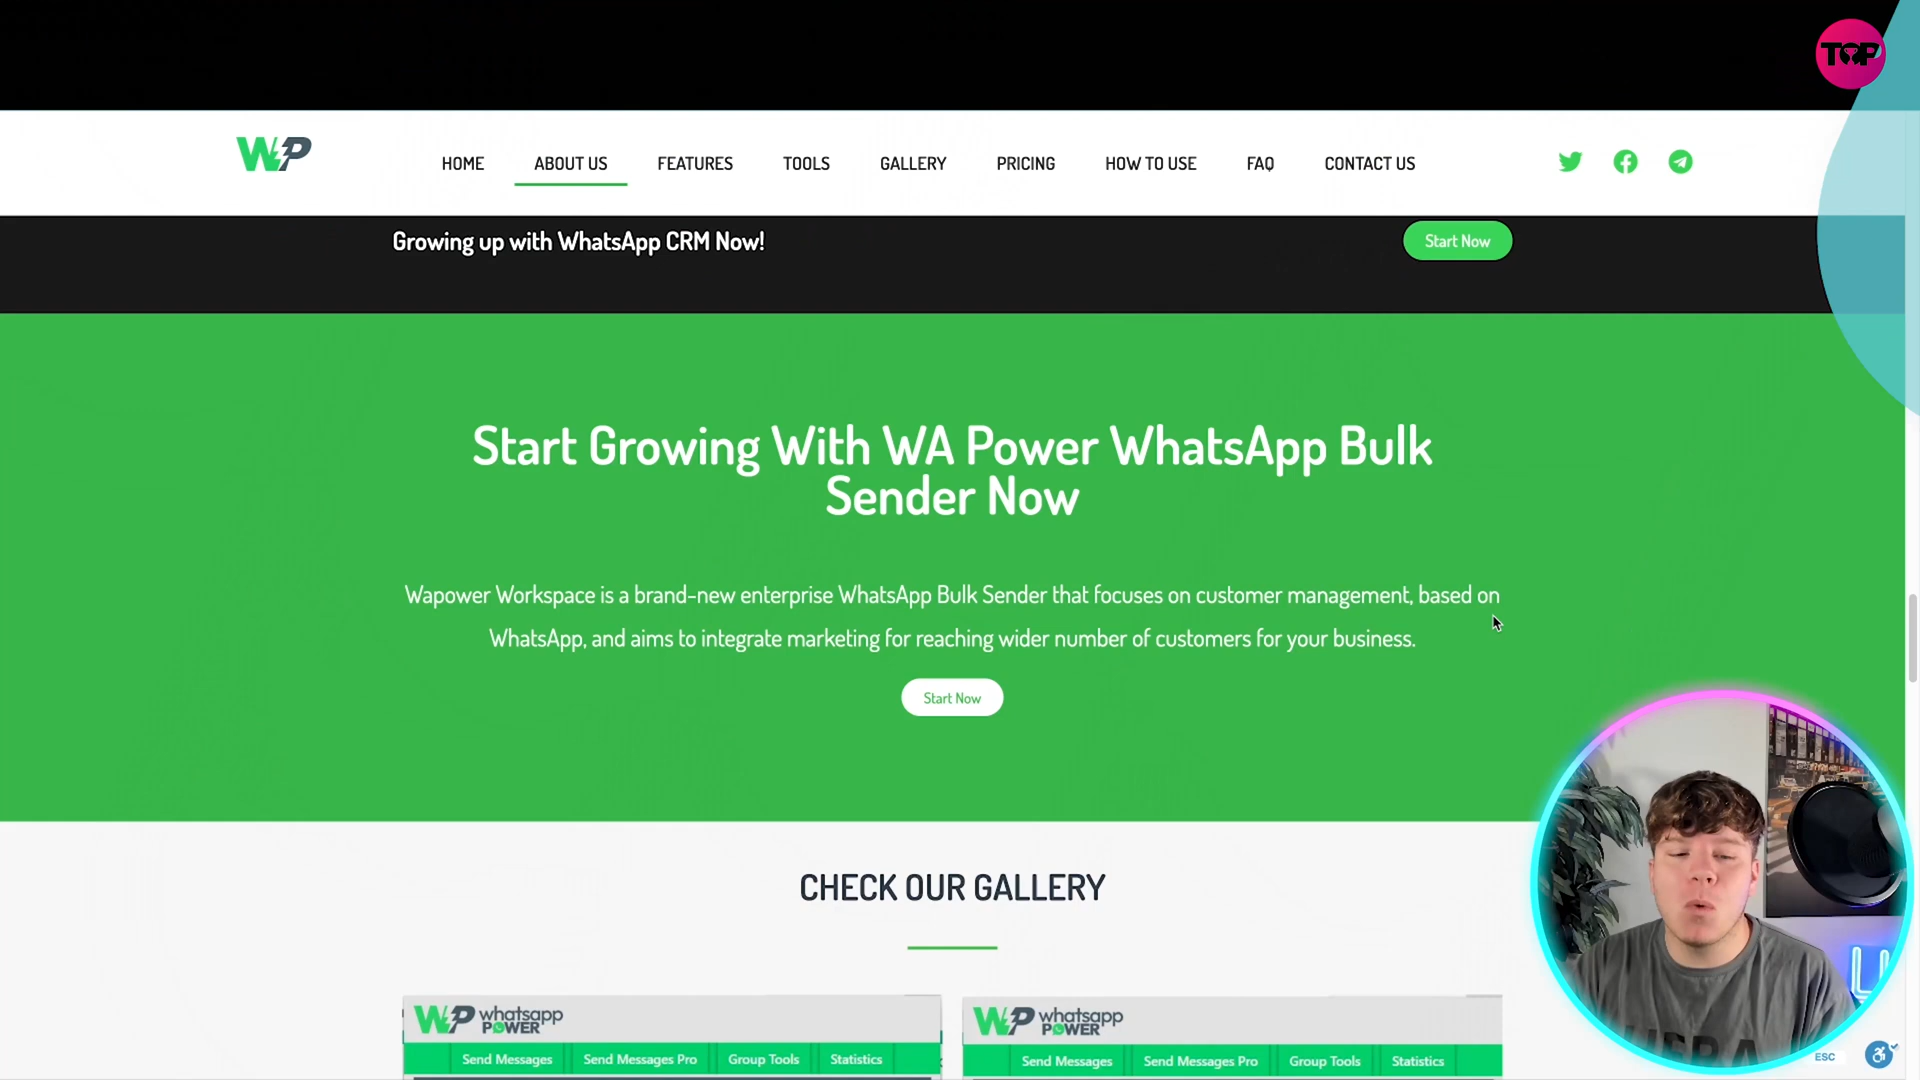 TOP
WP
HOME
ABOUT US
FEATURES
TOOLS
GALLERY
PRICING
HOW TO USE
FAQ
CONTACT US
Growing up with WhatsApp CRM Now!
Start Now
Start Growing With WA Power WhatsApp Bulk
Sender Now
Wapower Workspace is a brand-new enterprise WhatsApp Bulk Sender that focuses on customer management, based on
WhatsApp, and aims to integrate marketing for reaching wider number of customers for your business.
Start Now
CHECK OUR GALLERY
WP whatsapp
POWER
Send Messages
Send Messages Pro
Group Tools
Statistics
WP whatsapp
POWER
Send Messages
Send Messages Pro
Group Tools
Statistics
ESC